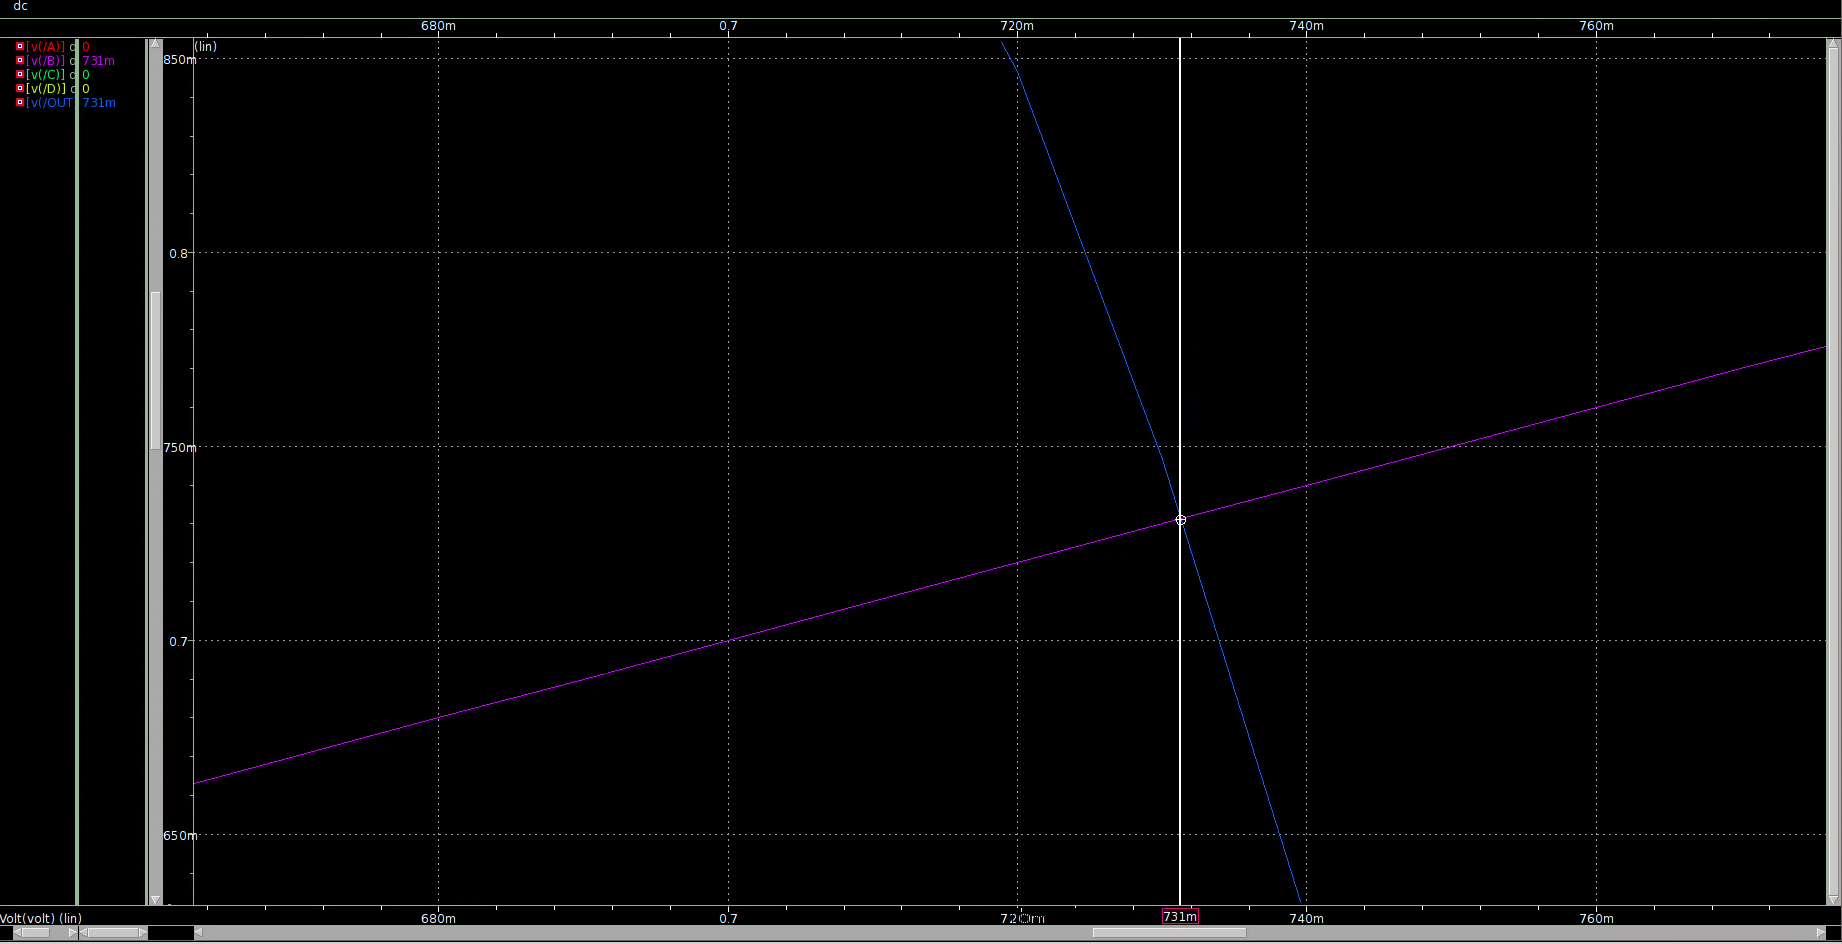 dc
680m 0.7 720m 740m 760m
[v(/A)] d 0
[v(/B)] d 731m
[v(/C)] d 0
[v(/D)] d 0
[v(/OUT 731m
(lin)
850m
0.8
750m
0.7
650m
Volt(volt) (lin)
680m 0.7 731m 740m 760m